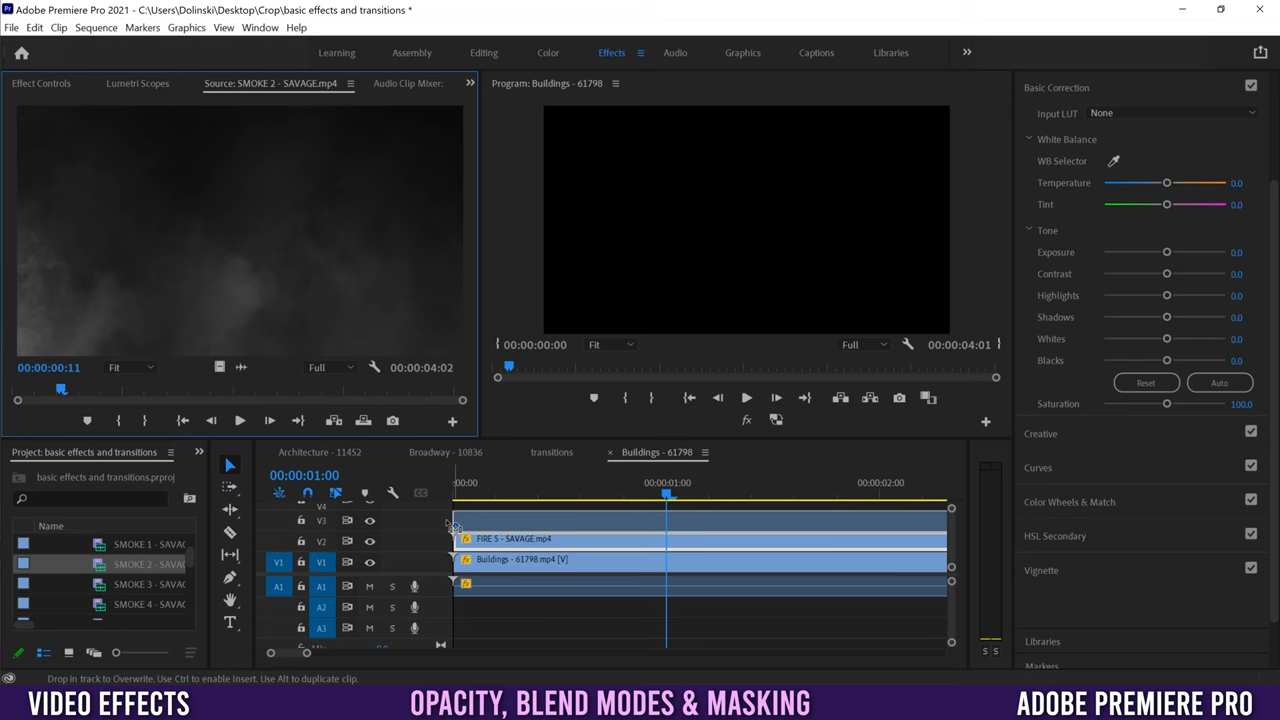 Adobe Premiere Pro 2021 - C:\Users\Dolinski\Desktop\Crop\basic effects and transitions *
File Edit Clip Sequence Markers Graphics View Window Help
Learning Assembly Editing Color Effects Audio Graphics Captions Libraries
Effect Controls Lumetri Scopes Source: SMOKE 2 - SAVAGE.mp4 Audio Clip Mixer:
Program: Buildings - 61798
Basic Correction
Input LUT None
White Balance
WB Selector
Temperature 0.0
Tint 0.0
Tone
Exposure 0.0
Contrast 0.0
Highlights 0.0
Shadows 0.0
Whites 0.0
Blacks 0.0
Reset Auto
Saturation 100.0
Creative
Curves
Color Wheels & Match
HSL Secondary
Vignette
Libraries
Markers
00:00:00:11 Fit Full 00:00:04:02
00:00:00:00 Fit Full 00:00:04:01
Project: basic effects and transitions
basic effects and transitions.prproj
Name
SMOKE 1 - SAVAG
SMOKE 2 - SAVAG
SMOKE 3 - SAVAG
SMOKE 4 - SAVAG
Architecture - 11452 Broadway - 10836 transitions Buildings - 61798
00:00:01:00
:00:00 00:00:01:00 00:00:02:00
V4
V3
V2 fx FIRE 5 - SAVAGE.mp4
V1 V1 fx Buildings - 61798.mp4 [V]
A1 A1 M S fx
A2 M S
A3 M S
S S
Drop in track to Overwrite. Use Ctrl to enable Insert. Use Alt to duplicate clip.
VIDEO EFFECTS OPACITY, BLEND MODES & MASKING ADOBE PREMIERE PRO